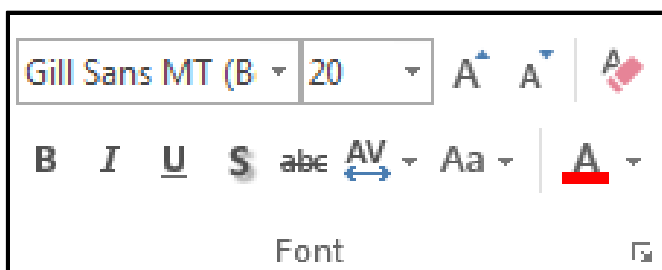 Gill Sans MT (B 20 A A A
B I U S abc AV Aa A
Font